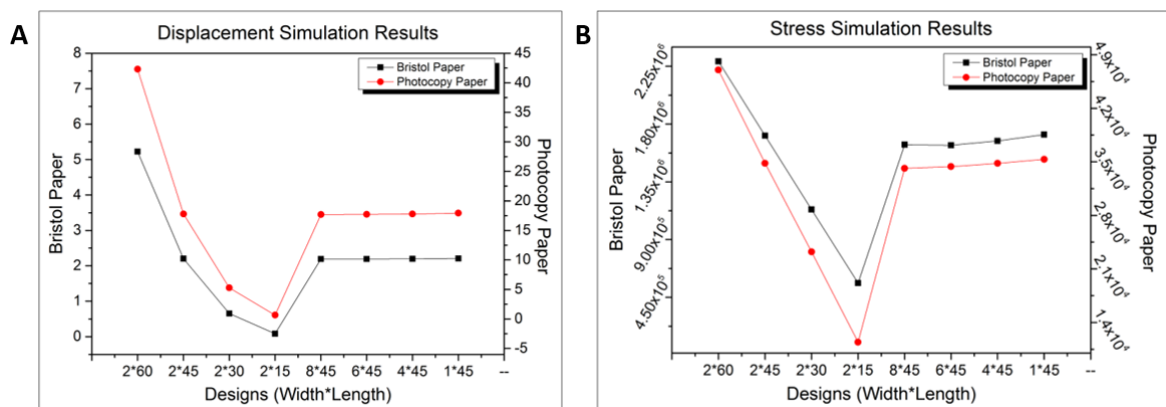 A
Displacement Simulation Results
Bristol Paper
Photocopy Paper
8
7
6
5
4
3
2
1
0
45
40
35
30
25
20
15
10
5
0
-5
Bristol Paper
Photocopy Paper
2*60 2*45 2*30 2*15 8*45 6*45 4*45 1*45 --
Designs (Width*Length)
B
Stress Simulation Results
Bristol Paper
Photocopy Paper
2.25x10⁶
1.80x10⁶
1.35x10⁶
9.00x10⁵
4.50x10⁵
4.9x10⁴
4.2x10⁴
3.5x10⁴
2.8x10⁴
2.1x10⁴
1.4x10⁴
Bristol Paper
Photocopy Paper
2*60 2*45 2*30 2*15 8*45 6*45 4*45 1*45 --
Designs (Width*Length)